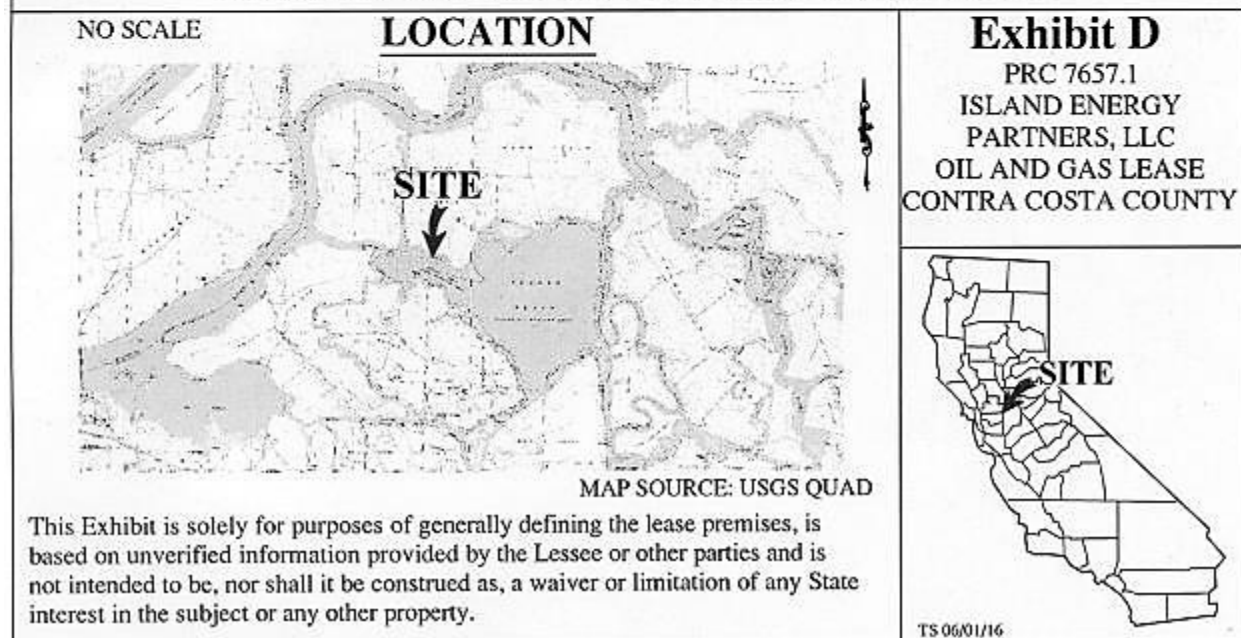 NO SCALE
LOCATION
SITE
MAP SOURCE: USGS QUAD
This Exhibit is solely for purposes of generally defining the lease premises, is
based on unverified information provided by the Lessee or other parties and is
not intended to be, nor shall it be construed as, a waiver or limitation of any State
interest in the subject or any other property.
Exhibit D
PRC 7657.1
ISLAND ENERGY
PARTNERS, LLC
OIL AND GAS LEASE
CONTRA COSTA COUNTY
SITE
TS 06/01/16